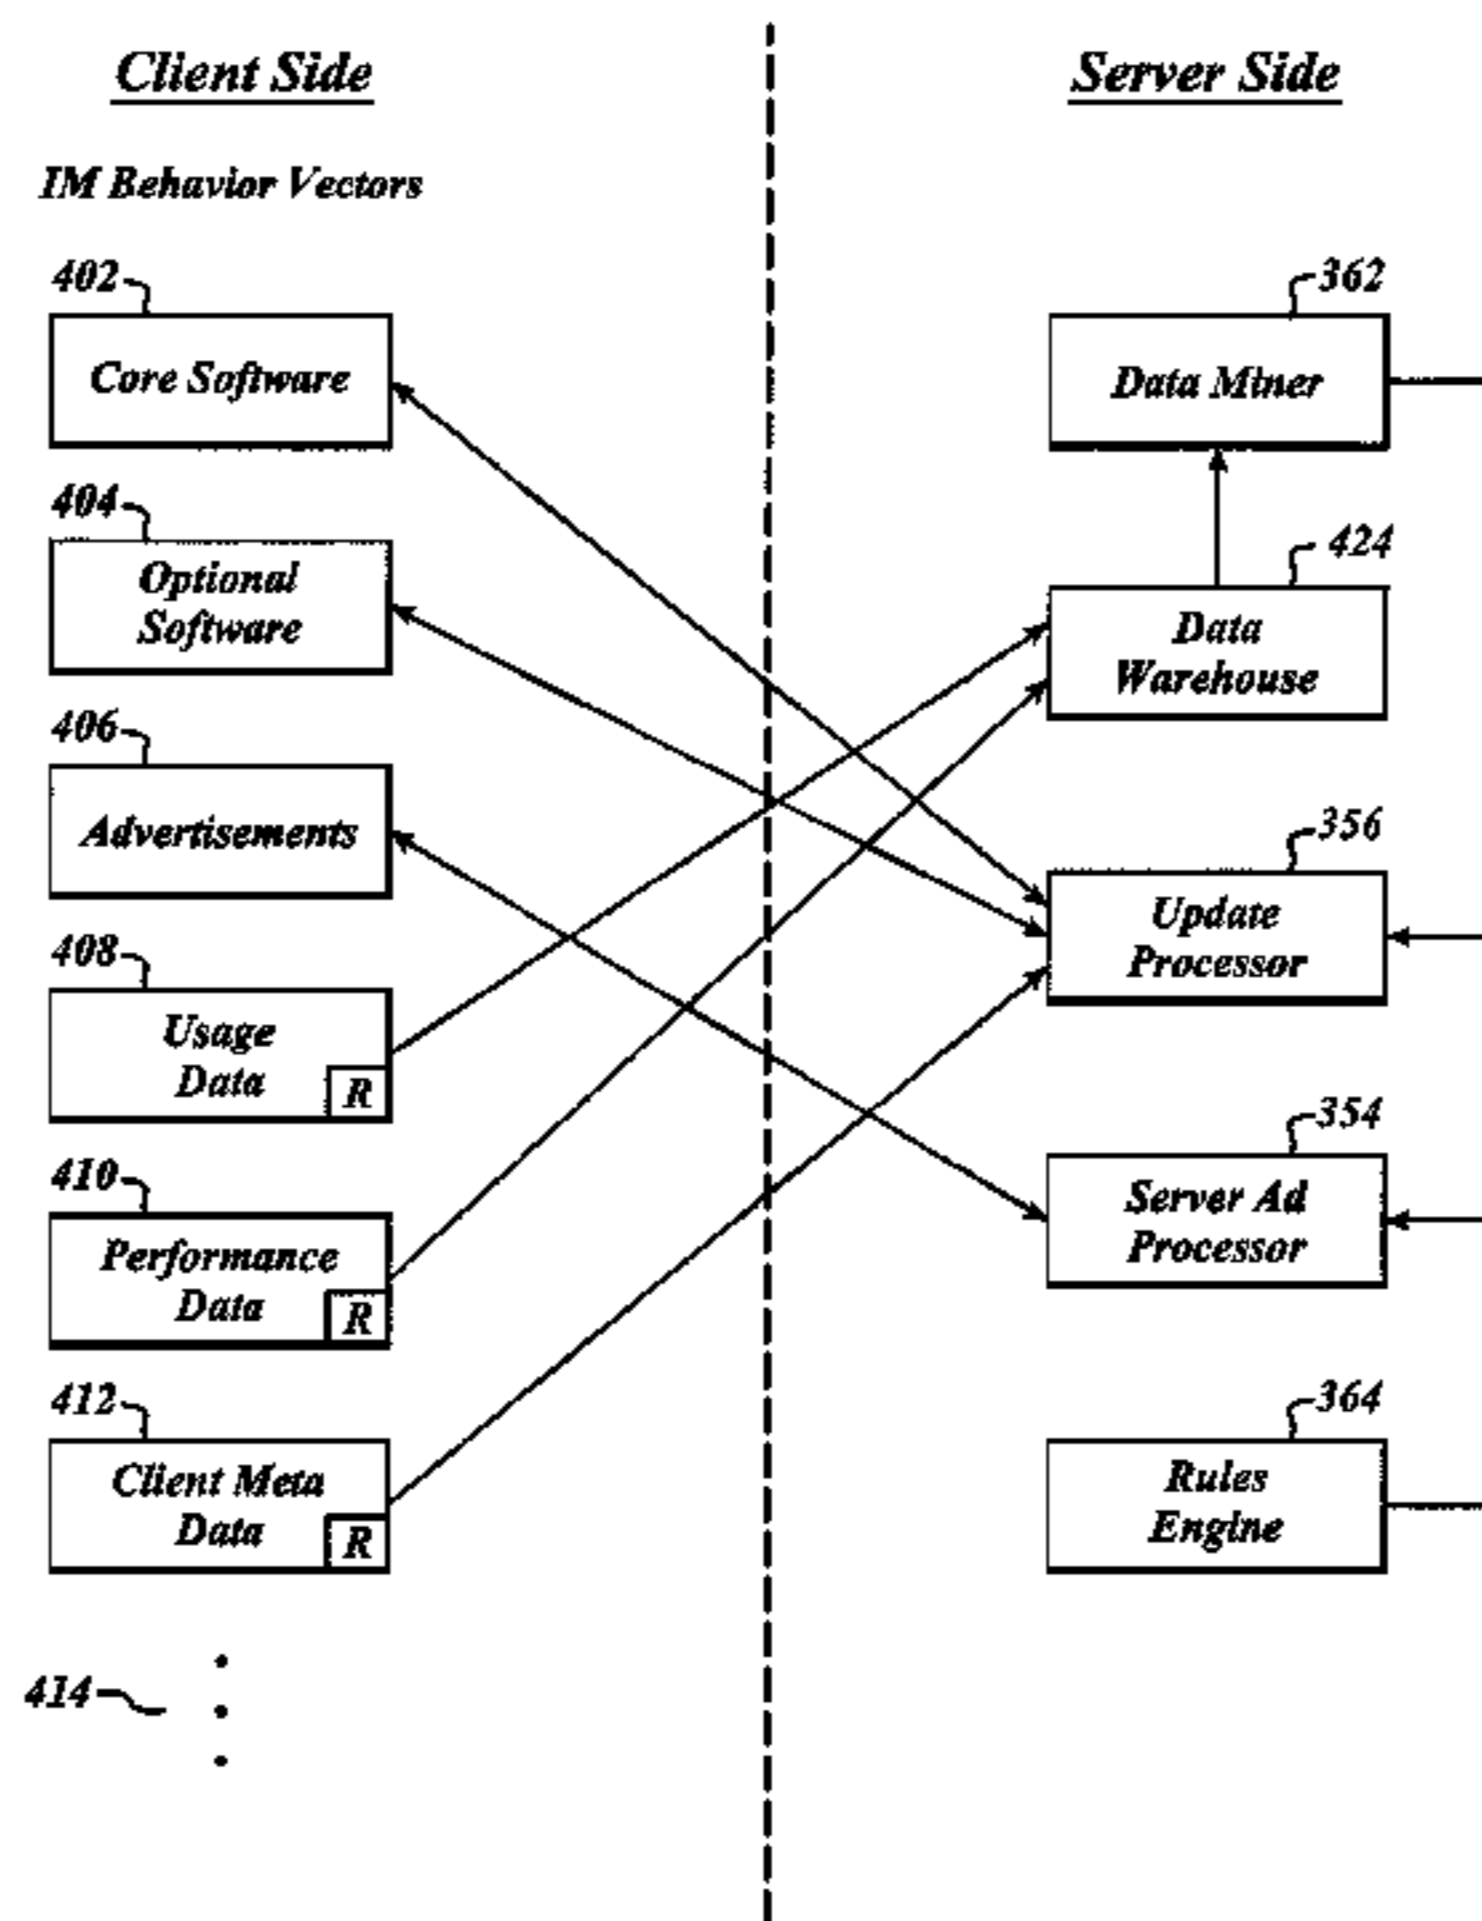 Client Side
Server Side
IM Behavior Vectors
402
Core Software
404
Optional
Software
406
Advertisements
408
Usage
Data
R
410
Performance
Data
R
412
Client Meta
Data
R
414
362
Data Miner
424
Data
Warehouse
356
Update
Processor
354
Server Ad
Processor
364
Rules
Engine